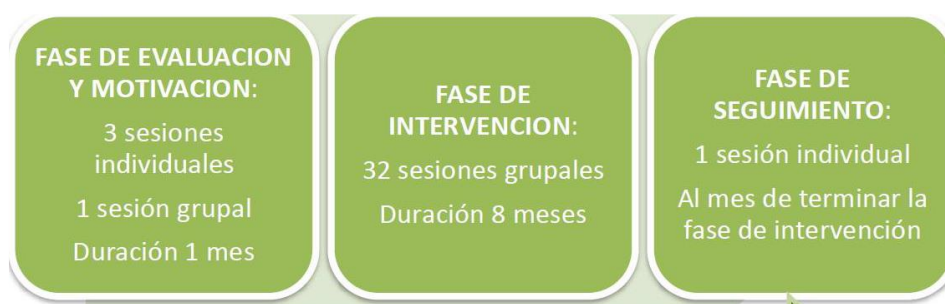 FASE DE EVALUACION
Y MOTIVACION:
3 sesiones
individuales
1 sesión grupal
Duración 1 mes
FASE DE
INTERVENCION:
32 sesiones grupales
Duración 8 meses
FASE DE
SEGUIMIENTO:
1 sesión individual
Al mes de terminar la
fase de intervención